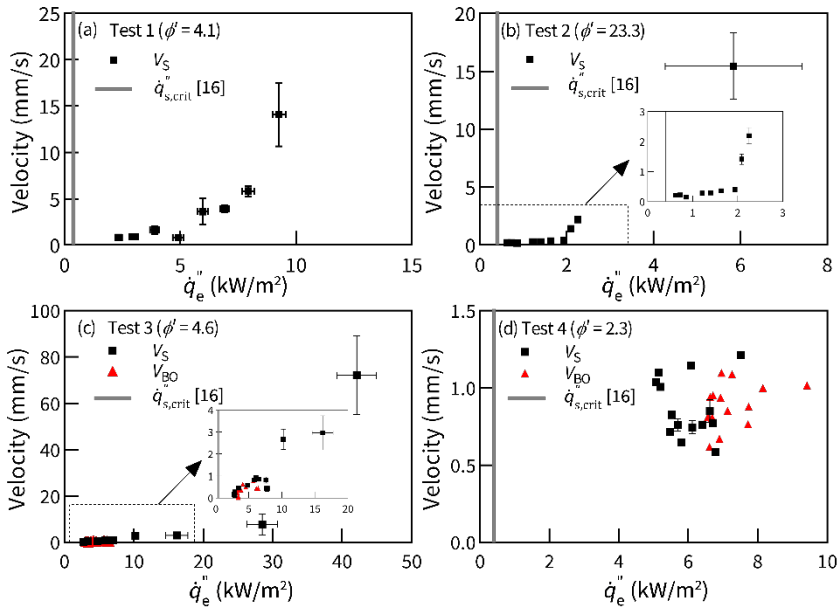 (a) Test 1 (ϕ' = 4.1)
V_S
q̇"_s,crit [16]
Velocity (mm/s)
25
20
15
10
5
0
0 5 10 15
q̇"_e (kW/m²)
(b) Test 2 (ϕ' = 23.3)
V_S
q̇"_s,crit [16]
Velocity (mm/s)
20
15
10
5
0
0 2 4 6 8
q̇"_e (kW/m²)
3
2
1
0
0 1 2 3
(c) Test 3 (ϕ' = 4.6)
V_S
V_BO
q̇"_s,crit [16]
Velocity (mm/s)
100
80
60
40
20
0
0 10 20 30 40 50
q̇"_e (kW/m²)
4
3
2
1
0
0 5 10 15 20
(d) Test 4 (ϕ' = 2.3)
V_S
V_BO
q̇"_s,crit [16]
Velocity (mm/s)
1.5
1.0
0.5
0.0
0 2 4 6 8 10
q̇"_e (kW/m²)